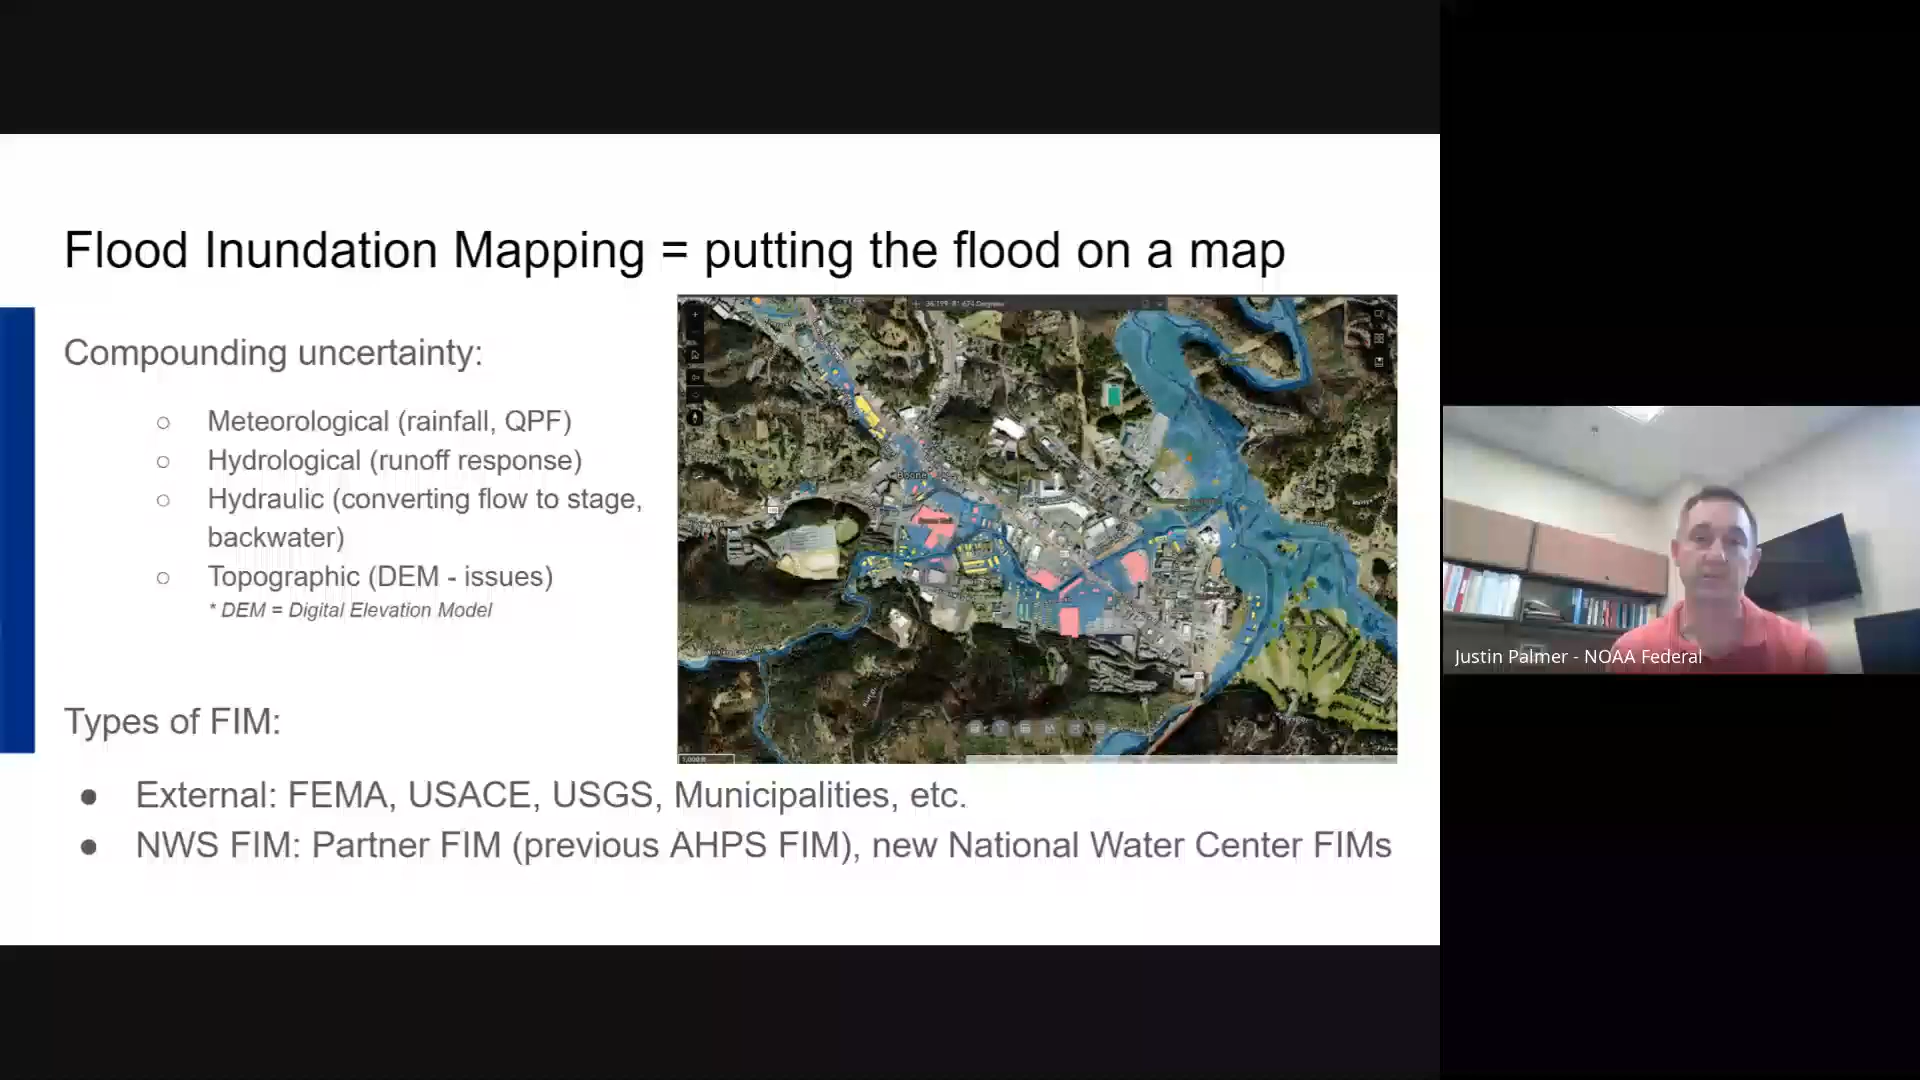 Flood Inundation Mapping = putting the flood on a map
Compounding uncertainty:
○ Meteorological (rainfall, QPF)
○ Hydrological (runoff response)
○ Hydraulic (converting flow to stage,
backwater)
○ Topographic (DEM - issues)
* DEM = Digital Elevation Model
Types of FIM:
● External: FEMA, USACE, USGS, Municipalities, etc.
● NWS FIM: Partner FIM (previous AHPS FIM), new National Water Center FIMs
Boone
Justin Palmer - NOAA Federal